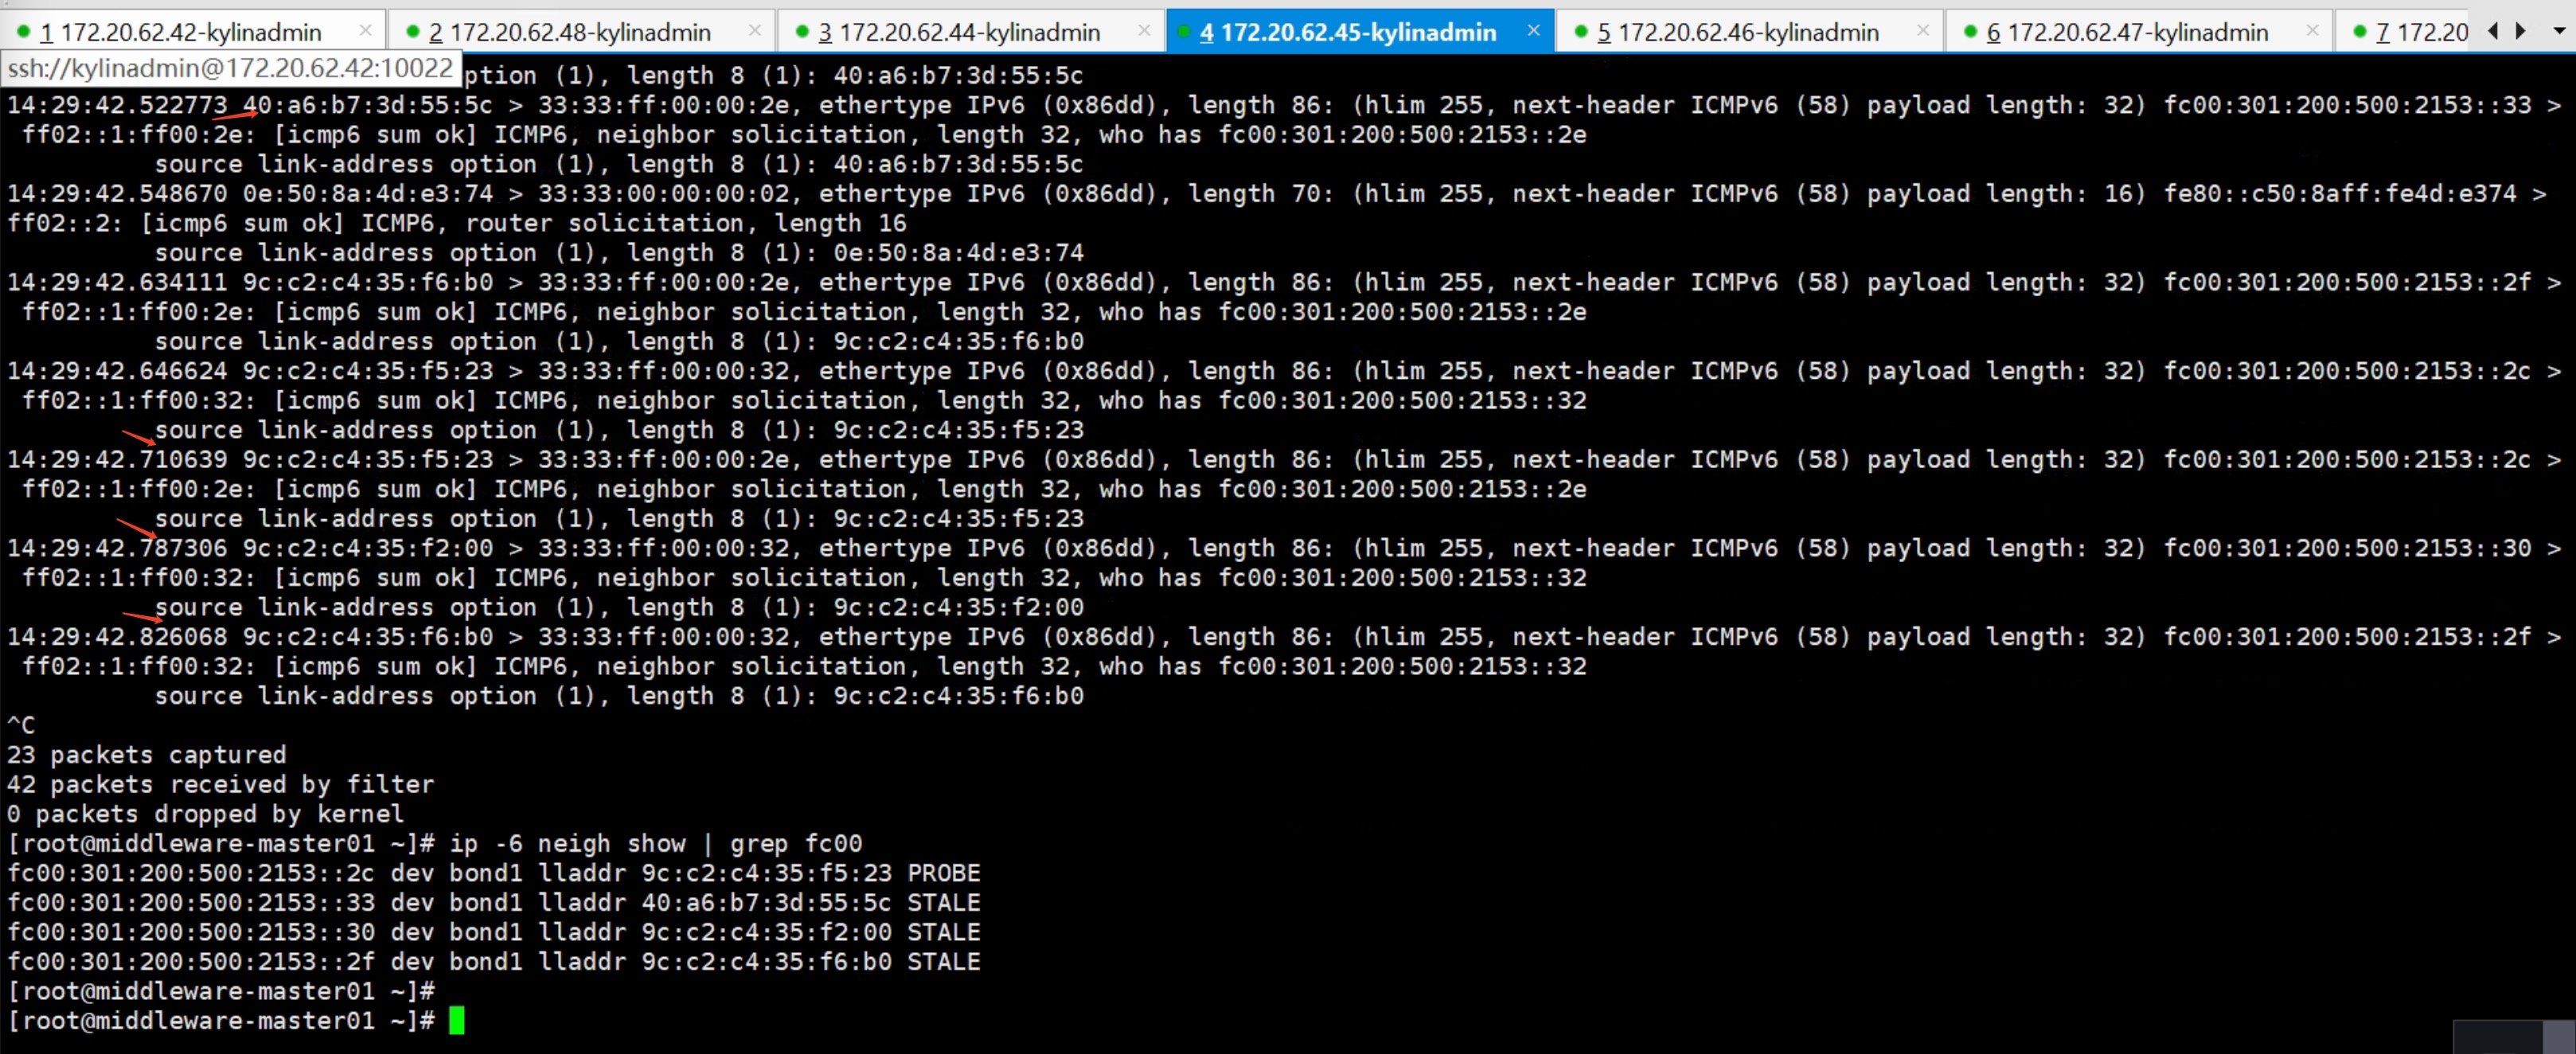 1 172.20.62.42-kylinadmin × 2 172.20.62.48-kylinadmin × 3 172.20.62.44-kylinadmin × 4 172.20.62.45-kylinadmin × 5 172.20.62.46-kylinadmin × 6 172.20.62.47-kylinadmin × 7 172.20
ssh://kylinadmin@172.20.62.42:10022 ption (1), length 8 (1): 40:a6:b7:3d:55:5c
14:29:42.522773 40:a6:b7:3d:55:5c > 33:33:ff:00:00:2e, ethertype IPv6 (0x86dd), length 86: (hlim 255, next-header ICMPv6 (58) payload length: 32) fc00:301:200:500:2153::33 >
ff02::1:ff00:2e: [icmp6 sum ok] ICMP6, neighbor solicitation, length 32, who has fc00:301:200:500:2153::2e
source link-address option (1), length 8 (1): 40:a6:b7:3d:55:5c
14:29:42.548670 0e:50:8a:4d:e3:74 > 33:33:00:00:00:02, ethertype IPv6 (0x86dd), length 70: (hlim 255, next-header ICMPv6 (58) payload length: 16) fe80::c50:8aff:fe4d:e374 >
ff02::2: [icmp6 sum ok] ICMP6, router solicitation, length 16
source link-address option (1), length 8 (1): 0e:50:8a:4d:e3:74
14:29:42.634111 9c:c2:c4:35:f6:b0 > 33:33:ff:00:00:2e, ethertype IPv6 (0x86dd), length 86: (hlim 255, next-header ICMPv6 (58) payload length: 32) fc00:301:200:500:2153::2f >
ff02::1:ff00:2e: [icmp6 sum ok] ICMP6, neighbor solicitation, length 32, who has fc00:301:200:500:2153::2e
source link-address option (1), length 8 (1): 9c:c2:c4:35:f6:b0
14:29:42.646624 9c:c2:c4:35:f5:23 > 33:33:ff:00:00:32, ethertype IPv6 (0x86dd), length 86: (hlim 255, next-header ICMPv6 (58) payload length: 32) fc00:301:200:500:2153::2c >
ff02::1:ff00:32: [icmp6 sum ok] ICMP6, neighbor solicitation, length 32, who has fc00:301:200:500:2153::32
source link-address option (1), length 8 (1): 9c:c2:c4:35:f5:23
14:29:42.710639 9c:c2:c4:35:f5:23 > 33:33:ff:00:00:2e, ethertype IPv6 (0x86dd), length 86: (hlim 255, next-header ICMPv6 (58) payload length: 32) fc00:301:200:500:2153::2c >
ff02::1:ff00:2e: [icmp6 sum ok] ICMP6, neighbor solicitation, length 32, who has fc00:301:200:500:2153::2e
source link-address option (1), length 8 (1): 9c:c2:c4:35:f5:23
14:29:42.787306 9c:c2:c4:35:f2:00 > 33:33:ff:00:00:32, ethertype IPv6 (0x86dd), length 86: (hlim 255, next-header ICMPv6 (58) payload length: 32) fc00:301:200:500:2153::30 >
ff02::1:ff00:32: [icmp6 sum ok] ICMP6, neighbor solicitation, length 32, who has fc00:301:200:500:2153::32
source link-address option (1), length 8 (1): 9c:c2:c4:35:f2:00
14:29:42.826068 9c:c2:c4:35:f6:b0 > 33:33:ff:00:00:32, ethertype IPv6 (0x86dd), length 86: (hlim 255, next-header ICMPv6 (58) payload length: 32) fc00:301:200:500:2153::2f >
ff02::1:ff00:32: [icmp6 sum ok] ICMP6, neighbor solicitation, length 32, who has fc00:301:200:500:2153::32
source link-address option (1), length 8 (1): 9c:c2:c4:35:f6:b0
^C
23 packets captured
42 packets received by filter
0 packets dropped by kernel
[root@middleware-master01 ~]# ip -6 neigh show | grep fc00
fc00:301:200:500:2153::2c dev bond1 lladdr 9c:c2:c4:35:f5:23 PROBE
fc00:301:200:500:2153::33 dev bond1 lladdr 40:a6:b7:3d:55:5c STALE
fc00:301:200:500:2153::30 dev bond1 lladdr 9c:c2:c4:35:f2:00 STALE
fc00:301:200:500:2153::2f dev bond1 lladdr 9c:c2:c4:35:f6:b0 STALE
[root@middleware-master01 ~]#
[root@middleware-master01 ~]#